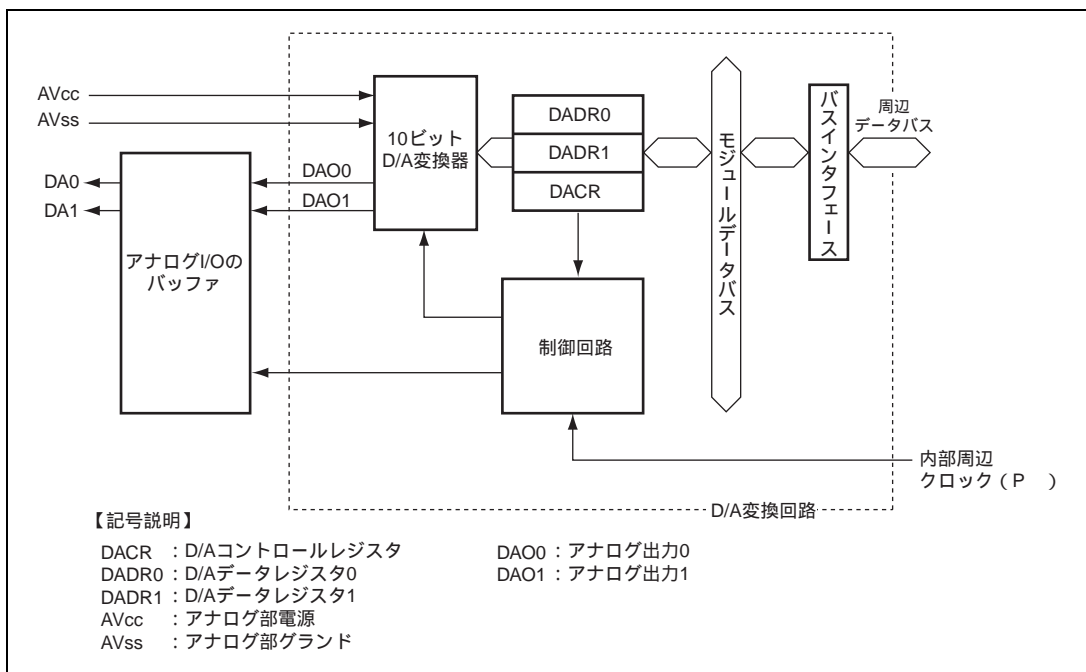 AVcc
AVss
DA0
DA1
アナログI/Oの
バッファ
DAO0
DAO1
10ビット
D/A変換器
DADR0
DADR1
DACR
制御回路
モジュールデータバス
バスインタフェース
周辺
データバス
内部周辺
クロック(P )
D/A変換回路
【記号説明】
DACR :D/Aコントロールレジスタ
DADR0:D/Aデータレジスタ0
DADR1:D/Aデータレジスタ1
AVcc :アナログ部電源
AVss :アナログ部グランド
DAO0:アナログ出力0
DAO1:アナログ出力1